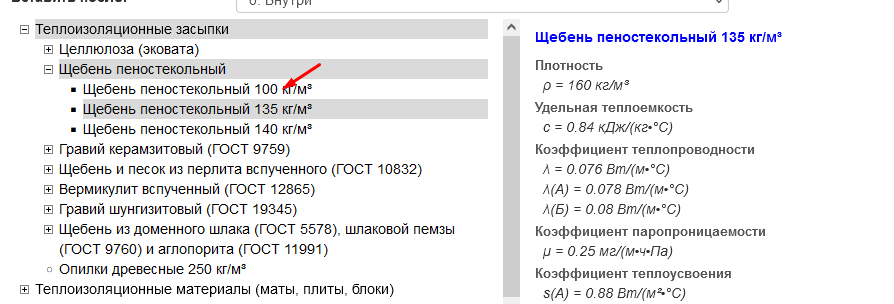 0. Внутри
Теплоизоляционные засыпки
Целлюлоза (эковата)
Щебень пеностекольный
Щебень пеностекольный 100 кг/м³
Щебень пеностекольный 135 кг/м³
Щебень пеностекольный 140 кг/м³
Гравий керамзитовый (ГОСТ 9759)
Щебень и песок из перлита вспученного (ГОСТ 10832)
Вермикулит вспученный (ГОСТ 12865)
Гравий шунгизитовый (ГОСТ 19345)
Щебень из доменного шлака (ГОСТ 5578), шлаковой пемзы
(ГОСТ 9760) и аглопорита (ГОСТ 11991)
Опилки древесные 250 кг/м³
Теплоизоляционные материалы (маты, плиты, блоки)
Щебень пеностекольный 135 кг/м³
Плотность
ρ = 160 кг/м³
Удельная теплоемкость
c = 0.84 кДж/(кг•°С)
Коэффициент теплопроводности
λ = 0.076 Вт/(м•°С)
λ(А) = 0.078 Вт/(м•°С)
λ(Б) = 0.08 Вт/(м•°С)
Коэффициент паропроницаемости
μ = 0.25 мг/(м•ч•Па)
Коэффициент теплоусвоения
s(А) = 0.88 Вт/(м²•°С)